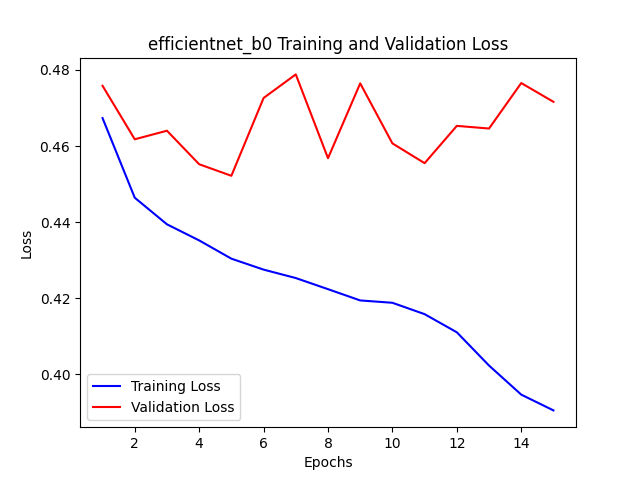 efficientnet_b0 Training and Validation Loss
0.48
0.46
0.44
0.42
0.40
Loss
Training Loss
Validation Loss
2
4
6
8
10
12
14
Epochs